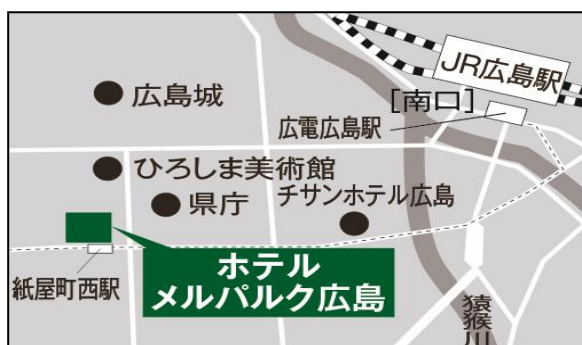 JR広島駅
[南口]
広島城
広電広島駅
ひろしま美術館
チサンホテル広島
県庁
ホテル
メルパルク広島
紙屋町西駅
猿猴川